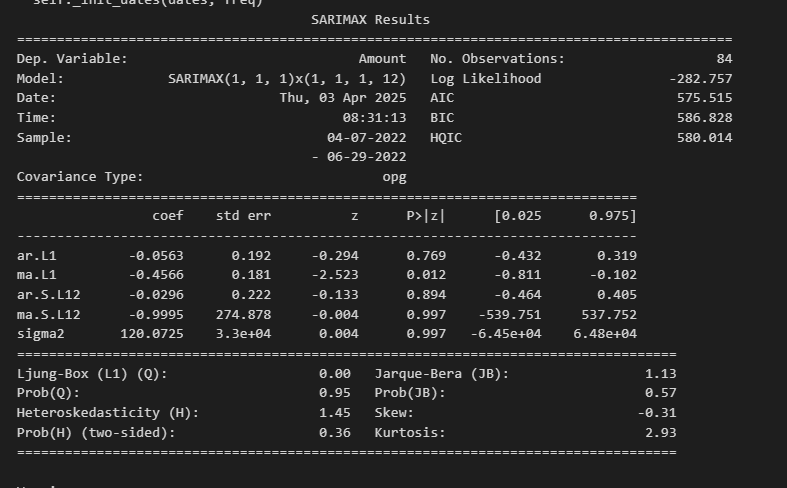 self._init_dates(dates, freq)
SARIMAX Results
==========================================================================================
Dep. Variable: Amount No. Observations: 84
Model: SARIMAX(1, 1, 1)x(1, 1, 1, 12) Log Likelihood -282.757
Date: Thu, 03 Apr 2025 AIC 575.515
Time: 08:31:13 BIC 586.828
Sample: 04-07-2022 HQIC 580.014
- 06-29-2022
Covariance Type: opg
==============================================================================
coef std err z P>|z| [0.025 0.975]
------------------------------------------------------------------------------
ar.L1 -0.0563 0.192 -0.294 0.769 -0.432 0.319
ma.L1 -0.4566 0.181 -2.523 0.012 -0.811 -0.102
ar.S.L12 -0.0296 0.222 -0.133 0.894 -0.464 0.405
ma.S.L12 -0.9995 274.878 -0.004 0.997 -539.751 537.752
sigma2 120.0725 3.3e+04 0.004 0.997 -6.45e+04 6.48e+04
===================================================================================
Ljung-Box (L1) (Q): 0.00 Jarque-Bera (JB): 1.13
Prob(Q): 0.95 Prob(JB): 0.57
Heteroskedasticity (H): 1.45 Skew: -0.31
Prob(H) (two-sided): 0.36 Kurtosis: 2.93
===================================================================================